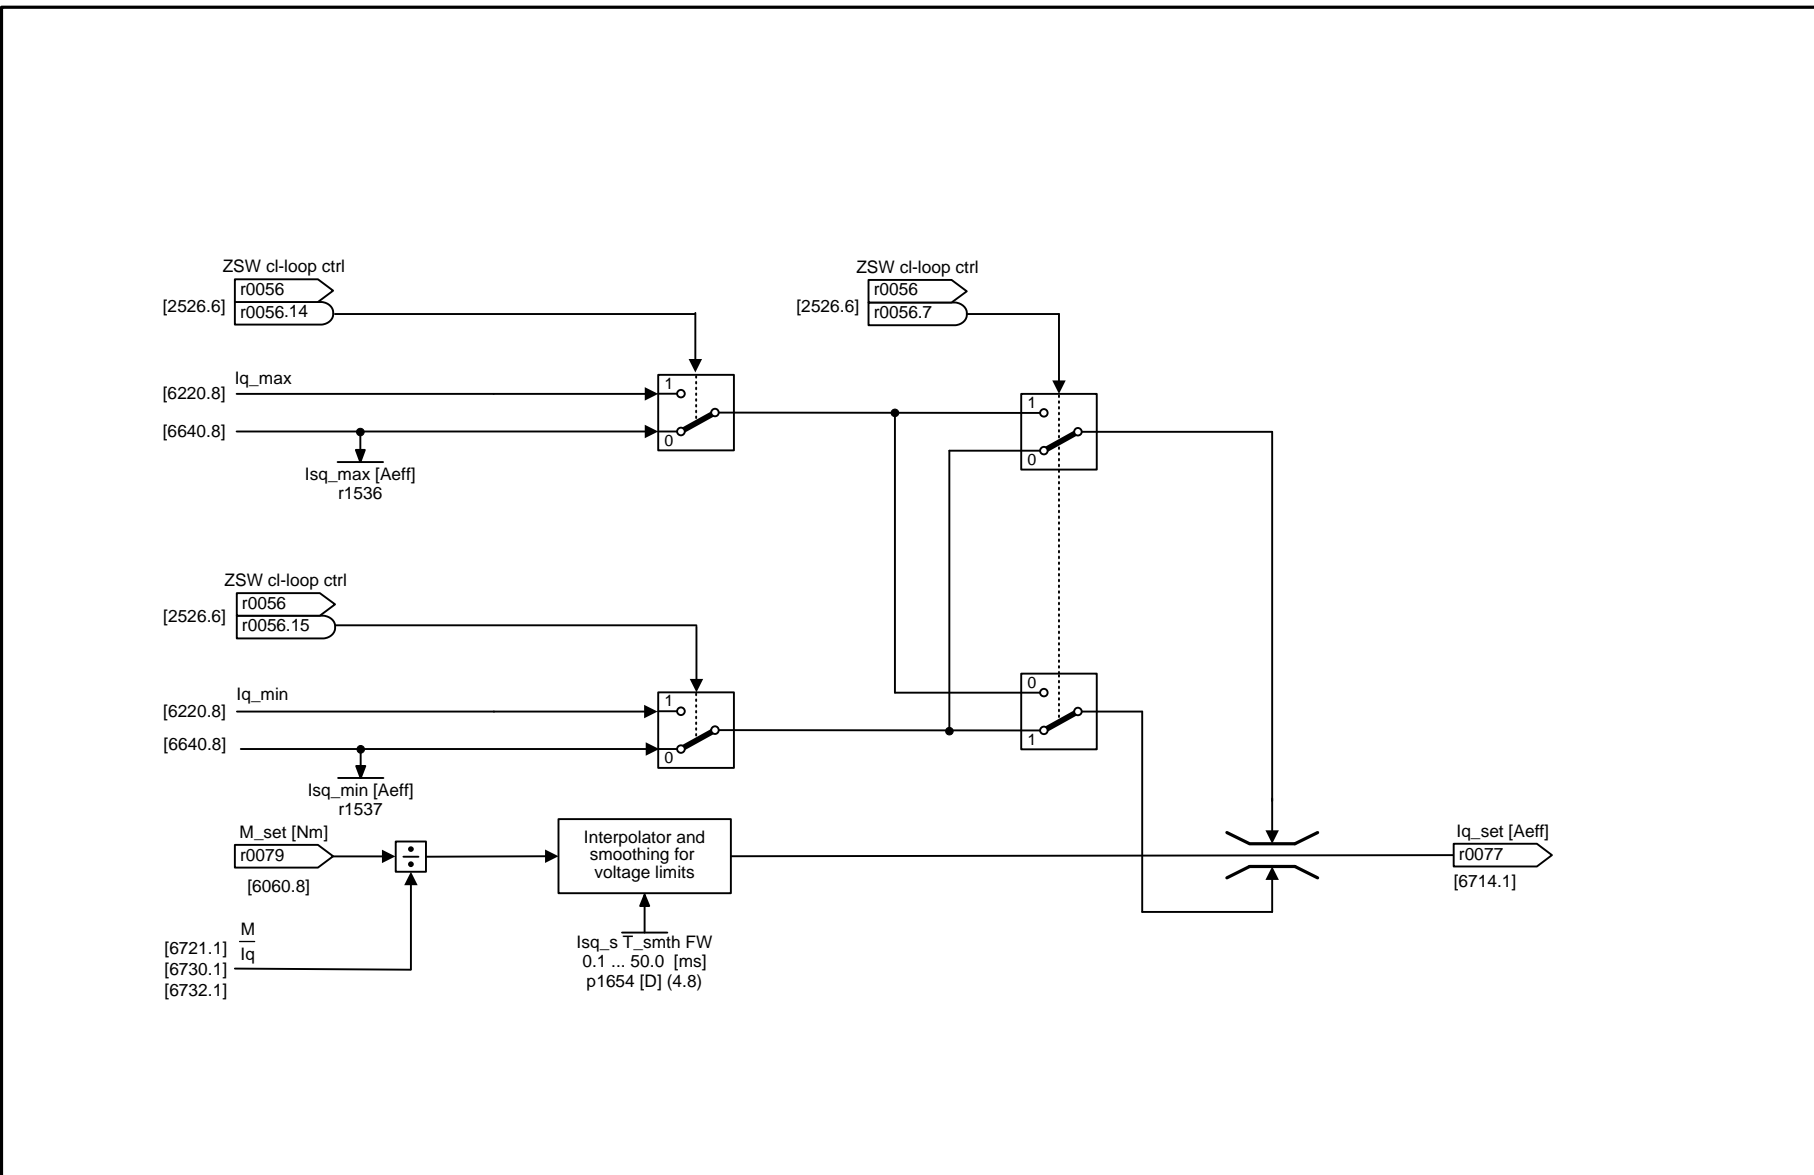 ZSW cl-loop ctrl
r0056
[2526.6]
r0056.14
ZSW cl-loop ctrl
r0056
[2526.6]
r0056.7
Iq_max
[6220.8]
1
[6640.8]
0
Isq_max [Aeff]
r1536
1
0
ZSW cl-loop ctrl
r0056
[2526.6]
r0056.15
Iq_min
[6220.8]
1
[6640.8]
0
Isq_min [Aeff]
r1537
0
1
M_set [Nm]
r0079
[6060.8]
Interpolator and
smoothing for
voltage limits
Iq_set [Aeff]
r0077
[6714.1]
M
Iq
[6721.1]
[6730.1]
[6732.1]
Isq_s T_smth FW
0.1 ... 50.0 [ms]
p1654 [D] (4.8)